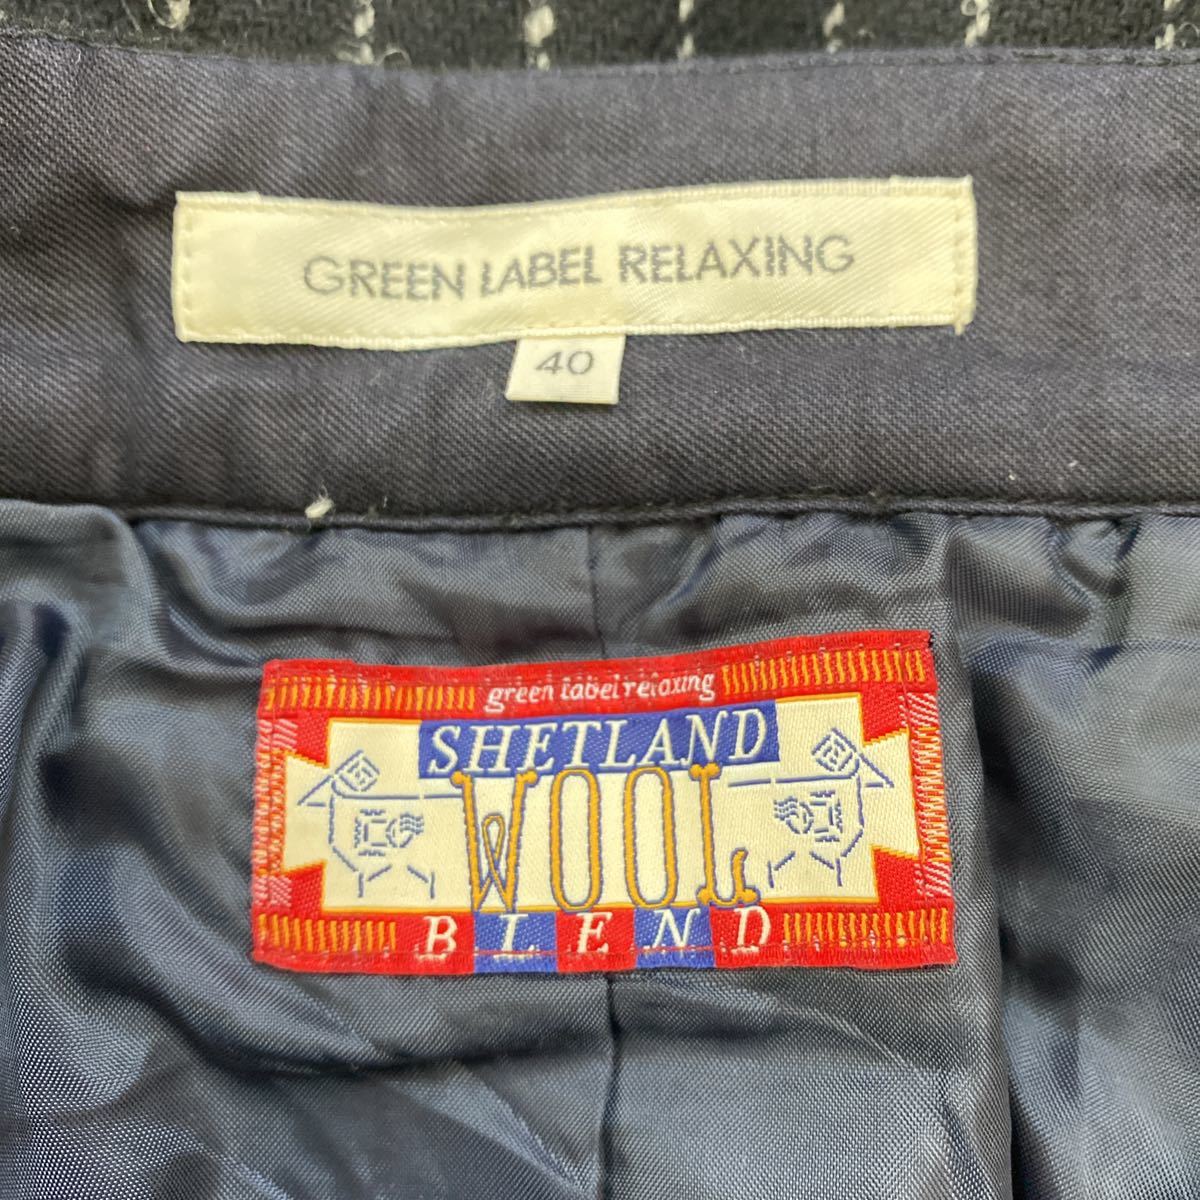 GREEN LABEL RELAXING
40
green label relaxing
SHETLAND
WOOL
BLEND